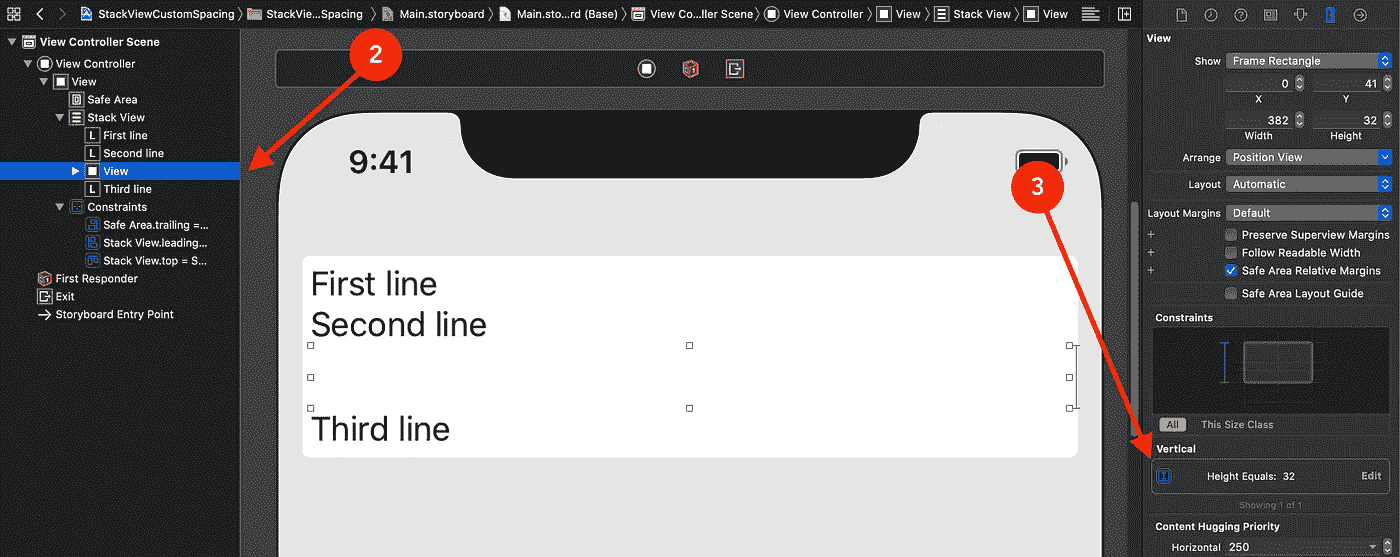 StackViewCustomSpacing
StackVie...Spacing
Main.storyboard
Main.sto...rd (Base)
View Co...ller Scene
View Controller
View
Stack View
View
View Controller Scene
View Controller
View
Safe Area
Stack View
First line
Second line
View
Third line
Constraints
Safe Area.trailing =...
Stack View.leading...
Stack View.top = S...
First Responder
Exit
Storyboard Entry Point
2
9:41
First line
Second line
Third line
3
View
Show Frame Rectangle
0 41
X Y
382 32
Width Height
Arrange Position View
Layout Automatic
Layout Margins Default
Preserve Superview Margins
Follow Readable Width
Safe Area Relative Margins
Safe Area Layout Guide
Constraints
All This Size Class
Vertical
Height Equals: 32 Edit
Showing 1 of 1
Content Hugging Priority
Horizontal 250